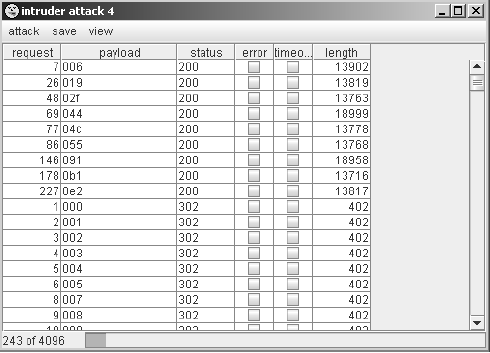 intruder attack 4
attack save view
request payload status error timeo... length
7 006 200 13902
26 019 200 13819
48 02f 200 13763
69 044 200 18999
77 04c 200 13778
86 055 200 13768
146 091 200 18958
178 0b1 200 13716
227 0e2 200 13817
1 000 302 402
2 001 302 402
3 002 302 402
4 003 302 402
5 004 302 402
6 005 302 402
8 007 302 402
9 008 302 402
10 009 302 402
243 of 4096